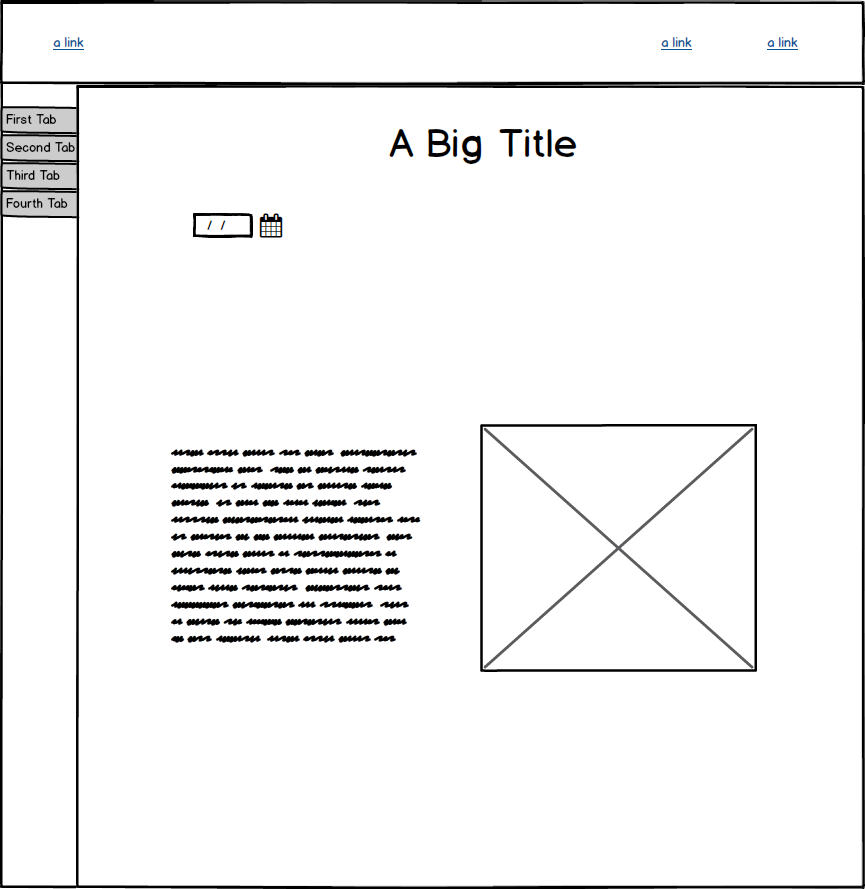 a link a link a link
First Tab
Second Tab
Third Tab
Fourth Tab
A Big Title
/ /